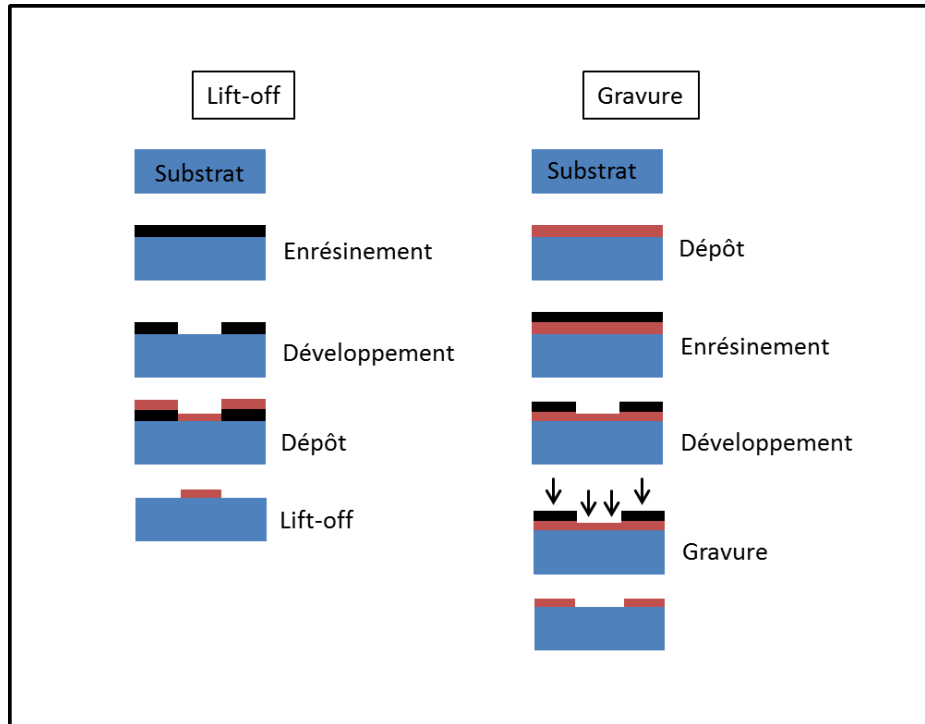 Lift-off
Substrat
Enrésinement
Développement
Dépôt
Lift-off
Gravure
Substrat
Dépôt
Enrésinement
Développement
Gravure